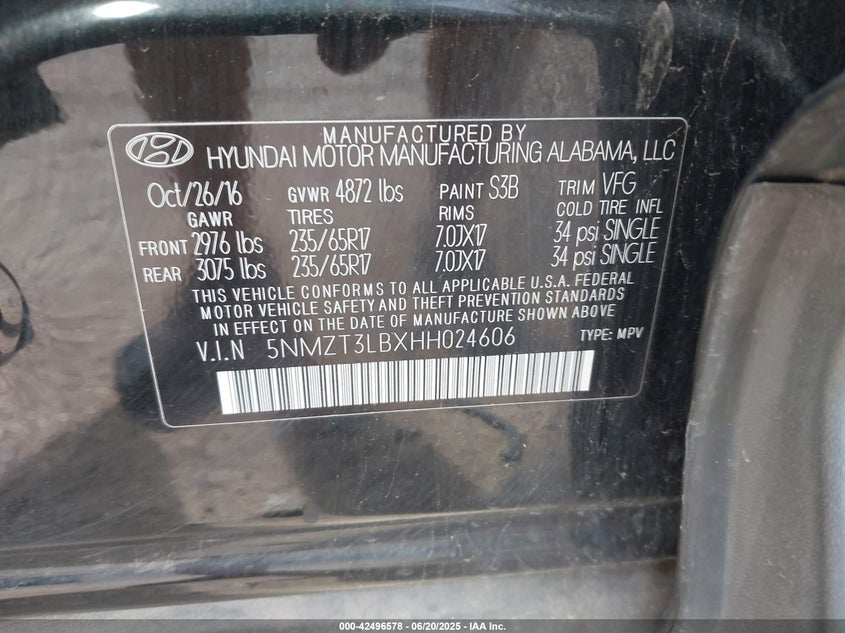 MANUFACTURED BY
HYUNDAI MOTOR MANUFACTURING ALABAMA, LLC
Oct/26/16 GVWR 4872 lbs PAINT S3B TRIM VFG
GAWR TIRES RIMS COLD TIRE INFL
FRONT 2976 lbs 235/65R17 7.0JX17 34 psi SINGLE
REAR 3075 lbs 235/65R17 7.0JX17 34 psi SINGLE
THIS VEHICLE CONFORMS TO ALL APPLICABLE U.S.A. FEDERAL
MOTOR VEHICLE SAFETY AND THEFT PREVENTION STANDARDS
IN EFFECT ON THE DATE OF MANUFACTURE SHOWN ABOVE
V.I.N 5NMZT3LBXHH024606 TYPE: MPV
000-42496578 - 06/20/2025 - IAA Inc.